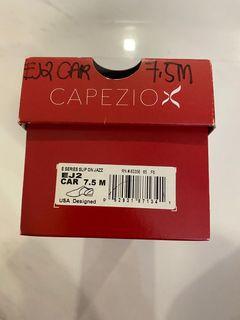 EJ2 CAR 7.5M
CAPEZIO
E SERIES SLIP ON JAZZ
EJ2
CAR 7.5 M
USA Designed